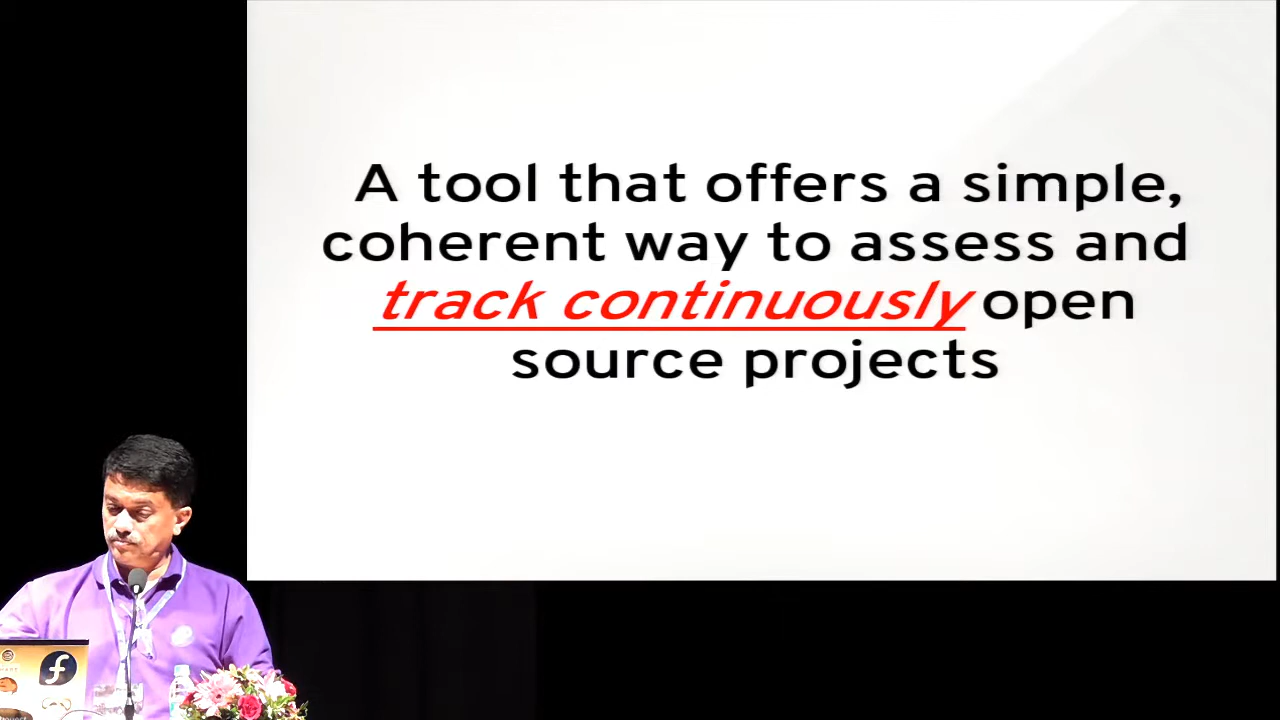 A tool that offers a simple,
coherent way to assess and
track continuously open
source projects